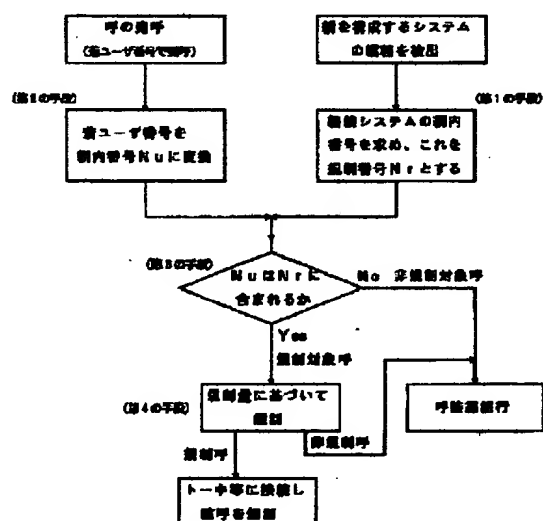 呼の発呼
(着ユーザ番号で発呼)
網を構成するシステム
の輻輳を検出
(第2の手段)
着ユーザ番号を
網内番号Nuに変換
(第1の手段)
輻輳システムの網内
番号を求め、これを
規制番号Nrとする
(第3の手段)
NuはNrに
含まれるか
No 非規制対象呼
Yes
規制対象呼
(第4の手段)
規制量に基づいて
規制
呼処理続行
規制呼
非規制呼
トーキ等に接続し
発呼を規制